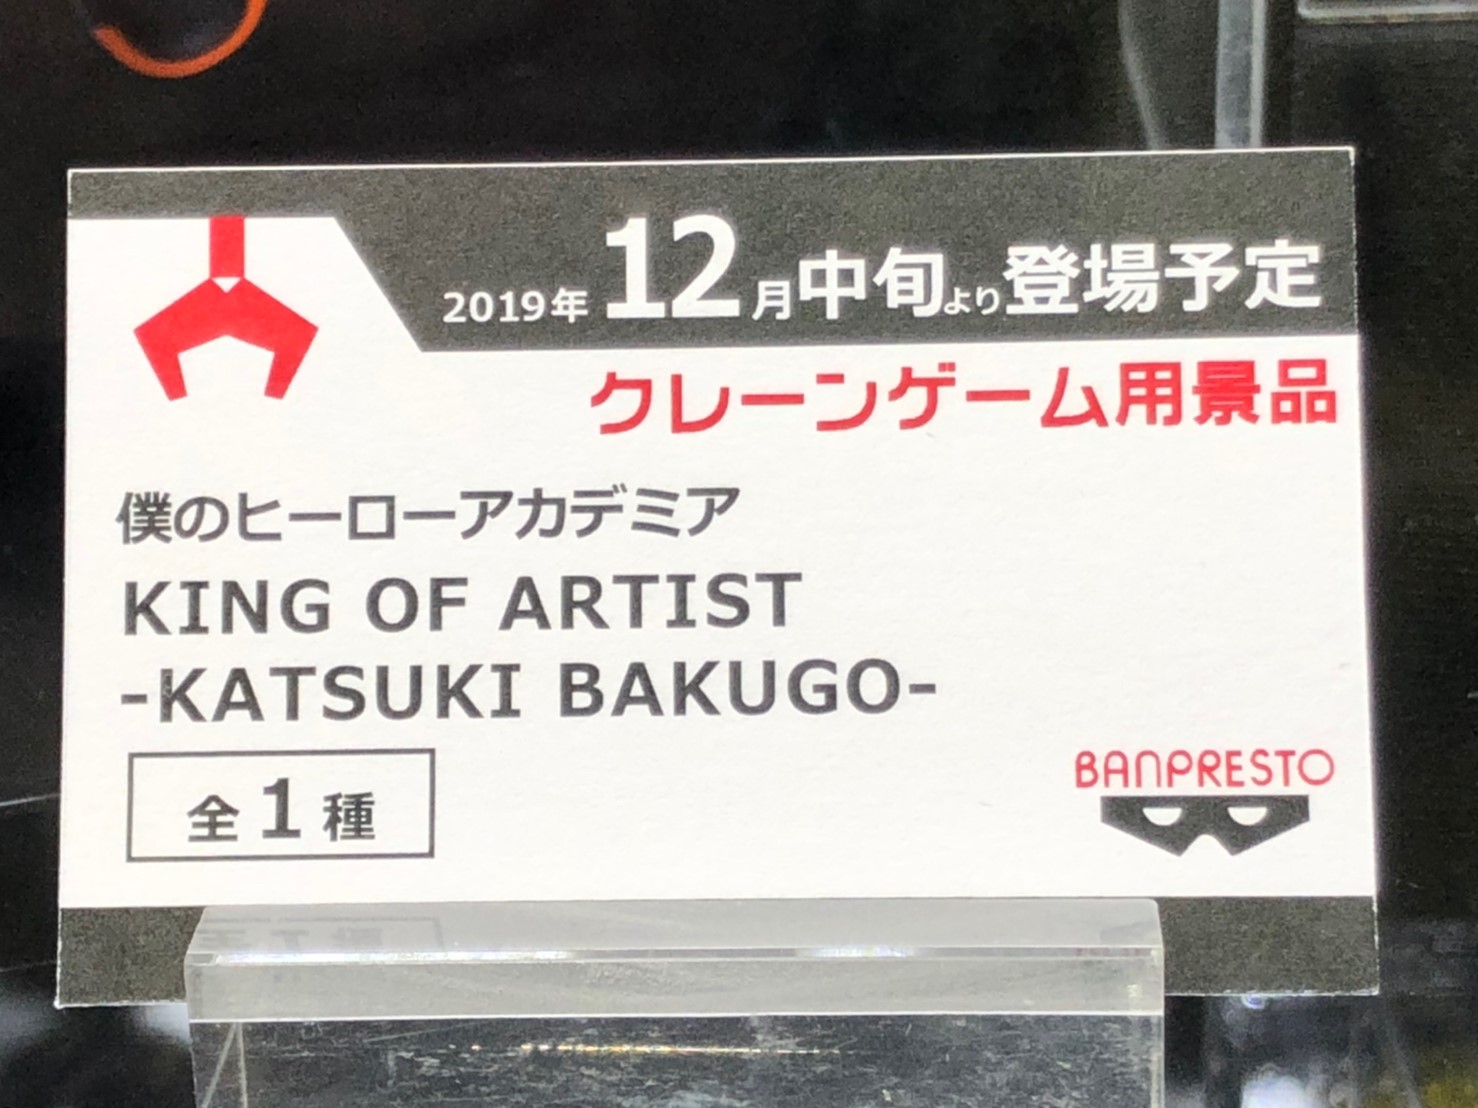 2019年12月中旬より登場予定
クレーンゲーム用景品
僕のヒーローアカデミア
KING OF ARTIST
-KATSUKI BAKUGO-
全1種
BANPRESTO